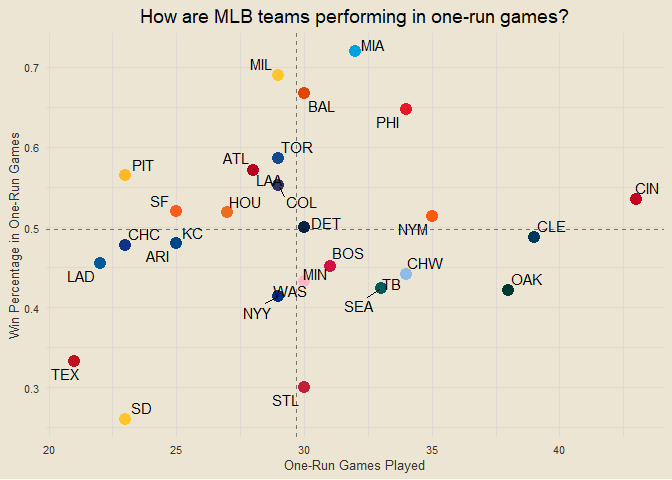 How are MLB teams performing in one-run games?
MIA
MIL
BAL
PHI
TOR
ATL
PIT
LAA
COL
CIN
SF
HOU
NYM
DET
CLE
CHC
KC
ARI
BOS
LAD
MIN
CHW
OAK
WAS
TB
SEA
NYY
TEX
STL
SD
0.7
0.6
0.5
0.4
0.3
Win Percentage in One-Run Games
20
25
30
35
40
One-Run Games Played